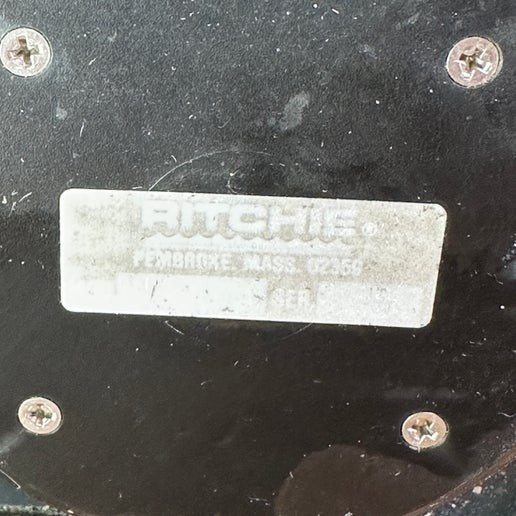 RITCHIE®
PEMBROKE, MASS. 02359
SER.